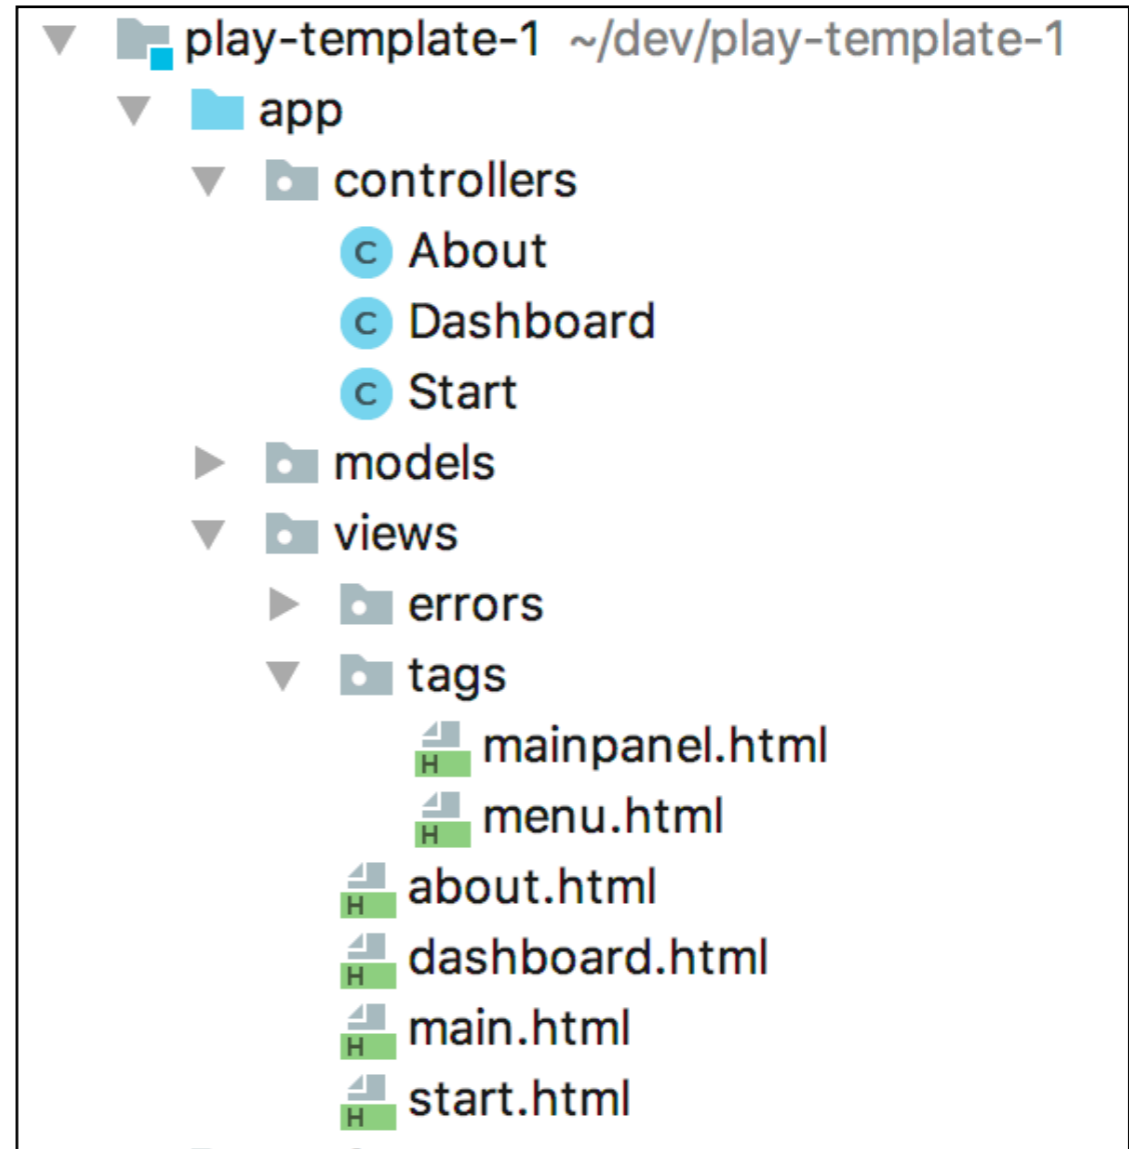 play-template-1 ~/dev/play-template-1
app
controllers
C About
C Dashboard
C Start
models
views
errors
tags
H mainpanel.html
H menu.html
H about.html
H dashboard.html
H main.html
H start.html